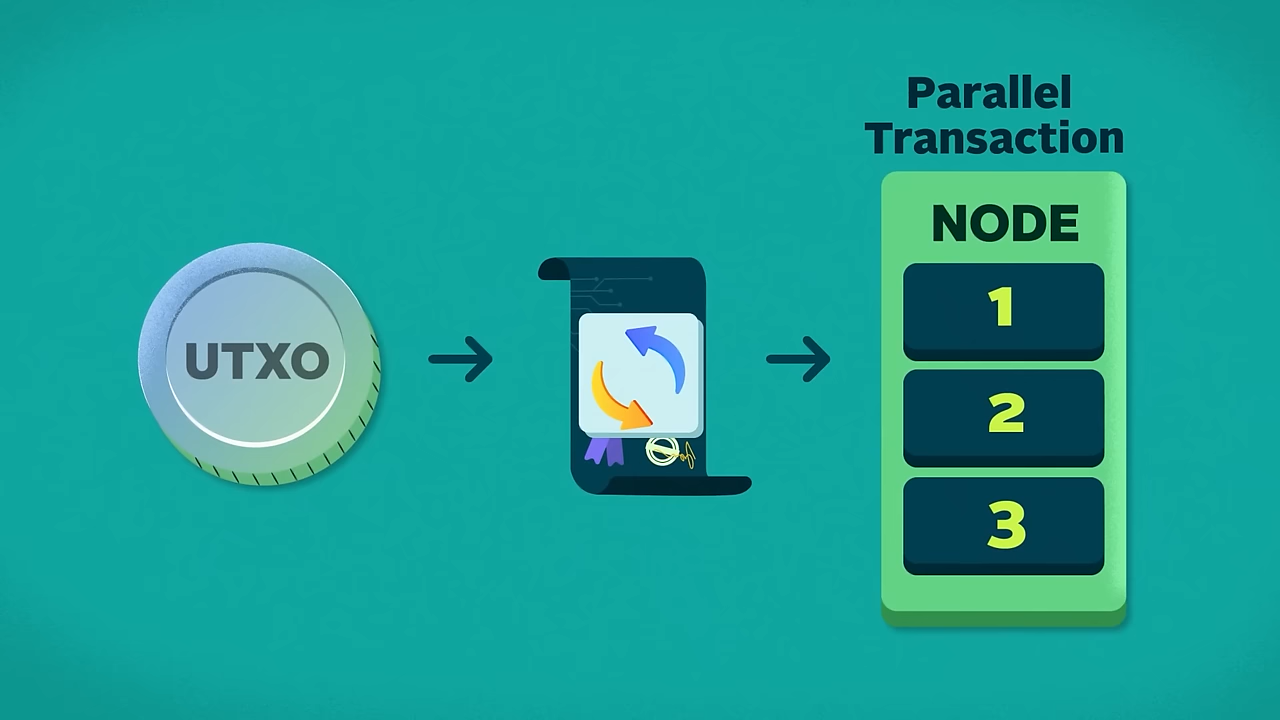 Parallel
Transaction
UTXO
NODE
1
2
3